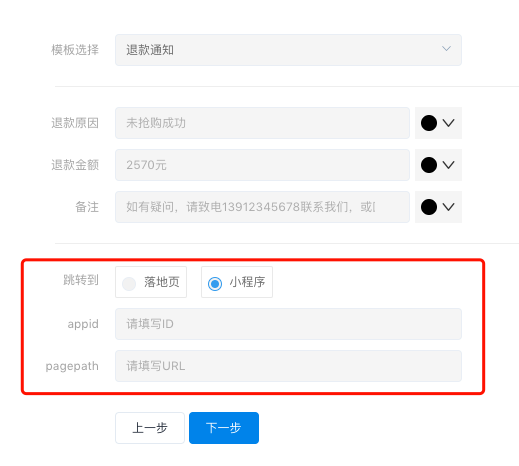 模板选择 退款通知
退款原因 未抢购成功
退款金额 2570元
备注 如有疑问，请致电13912345678联系我们，或
跳转到 落地页 小程序
appid 请填写ID
pagepath 请填写URL
上一步 下一步